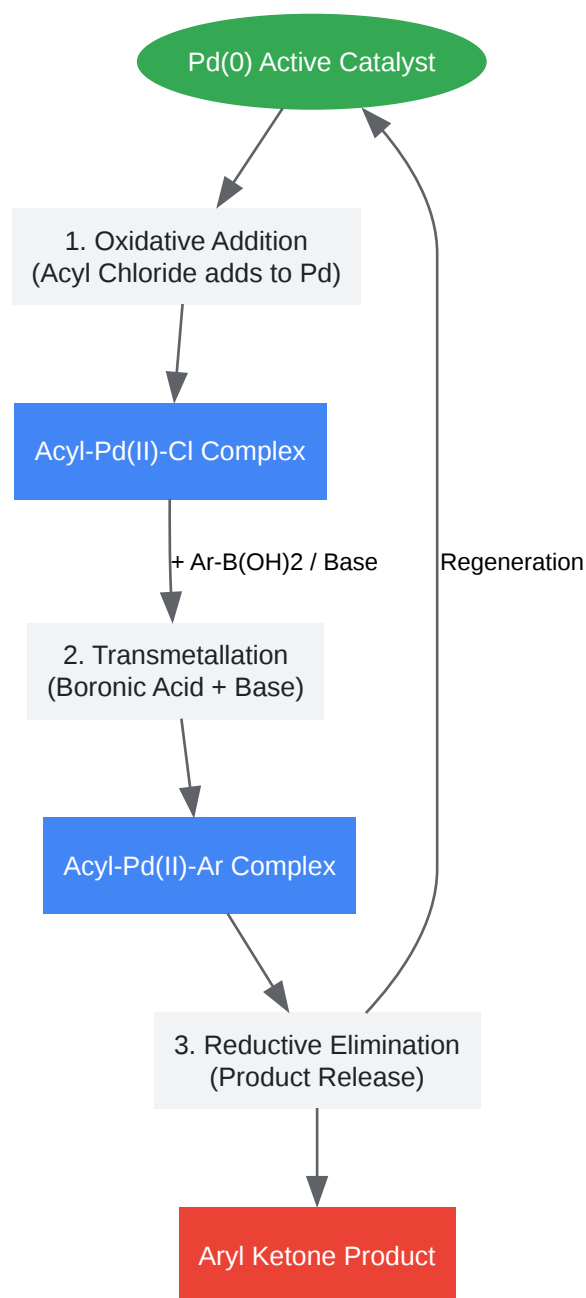 Pd(0) Active Catalyst
1. Oxidative Addition
(Acyl Chloride adds to Pd)
Acyl-Pd(II)-Cl Complex
+ Ar-B(OH)2 / Base
Regeneration
2. Transmetallation
(Boronic Acid + Base)
Acyl-Pd(II)-Ar Complex
3. Reductive Elimination
(Product Release)
Aryl Ketone Product